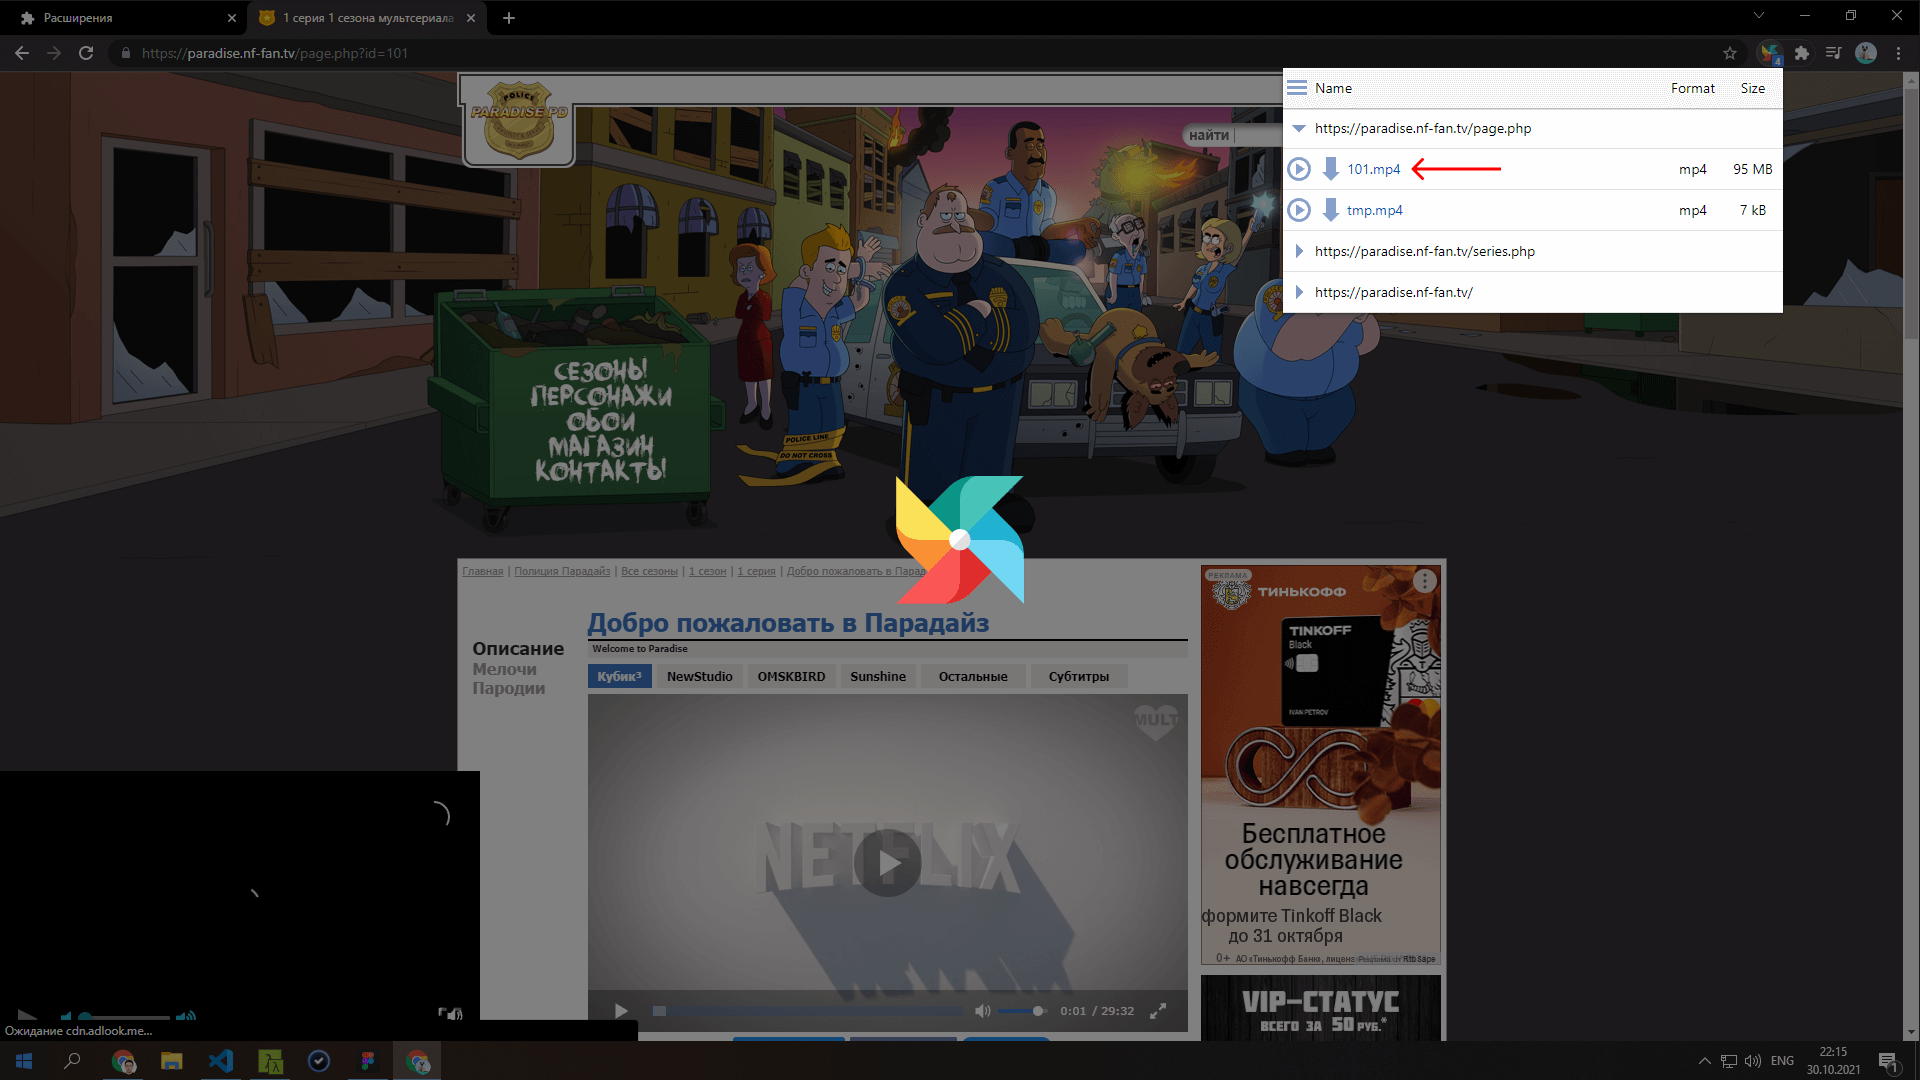 Расширения
1 серия 1 сезона мультсериала
https://paradise.nf-fan.tv/page.php?id=101
4
Name Format Size
https://paradise.nf-fan.tv/page.php
101.mp4 mp4 95 MB
tmp.mp4 mp4 7 kB
https://paradise.nf-fan.tv/series.php
https://paradise.nf-fan.tv/
POLICE
PARADISE PD
найти
СЕЗОНЫ
ПЕРСОНАЖИ
ОБОИ
МАГАЗИН
КОНТАКТЫ
POLICE LINE
DO NOT CROSS
Главная | Полиция Парадайз | Все сезоны | 1 сезон | 1 серия | Добро пожаловать в Парад
Добро пожаловать в Парадайз
Welcome to Paradise
Описание
Мелочи
Пародии
Кубик³ NewStudio OMSKBIRD Sunshine Остальные Субтитры
MULT
NETFLIX
0:01 / 29:32
РЕКЛАМА
ТИНЬКОФФ
TINKOFF
Black
IVAN PETROV
Бесплатное
обслуживание
навсегда
формите Tinkoff Black
до 31 октября
0+ АО «Тинькофф Банк», лиценз
VIP-СТАТУС
ВСЕГО ЗА 50 РУБ.*
Ожидание cdn.adlook.me...
ENG
22:15
30.10.2021
1